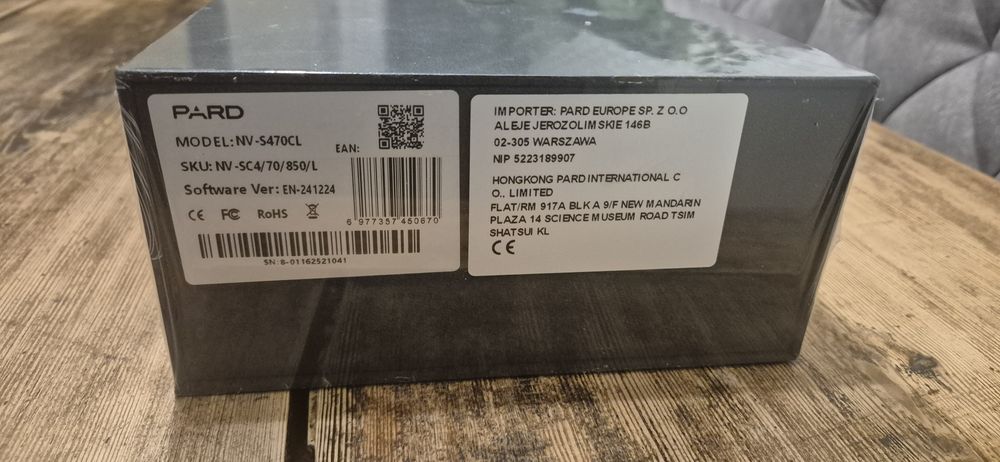 PARD
MODEL: NV-S470CL
EAN:
SKU: NV-SC4/70/850/L
Software Ver: EN-241224
CE FC RoHS
6 977357 450670
SN: 8-01162521041
IMPORTER: PARD EUROPE SP. Z O.O
ALEJE JEROZOLIMSKIE 146B
02-305 WARSZAWA
NIP 5223189907
HONGKONG PARD INTERNATIONAL C
O., LIMITED
FLAT/RM 917A BLK A 9/F NEW MANDARIN
PLAZA 14 SCIENCE MUSEUM ROAD TSIM
SHATSUI KL
CE